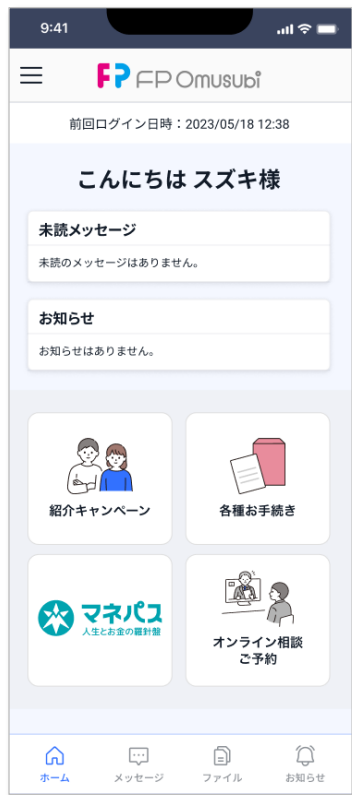 9:41
FP FP Omusubi
前回ログイン日時：2023/05/18 12:38
こんにちは スズキ様
未読メッセージ
未読のメッセージはありません。
お知らせ
お知らせはありません。
紹介キャンペーン
各種お手続き
マネパス
人生とお金の羅針盤
オンライン相談
ご予約
ホーム
メッセージ
ファイル
お知らせ